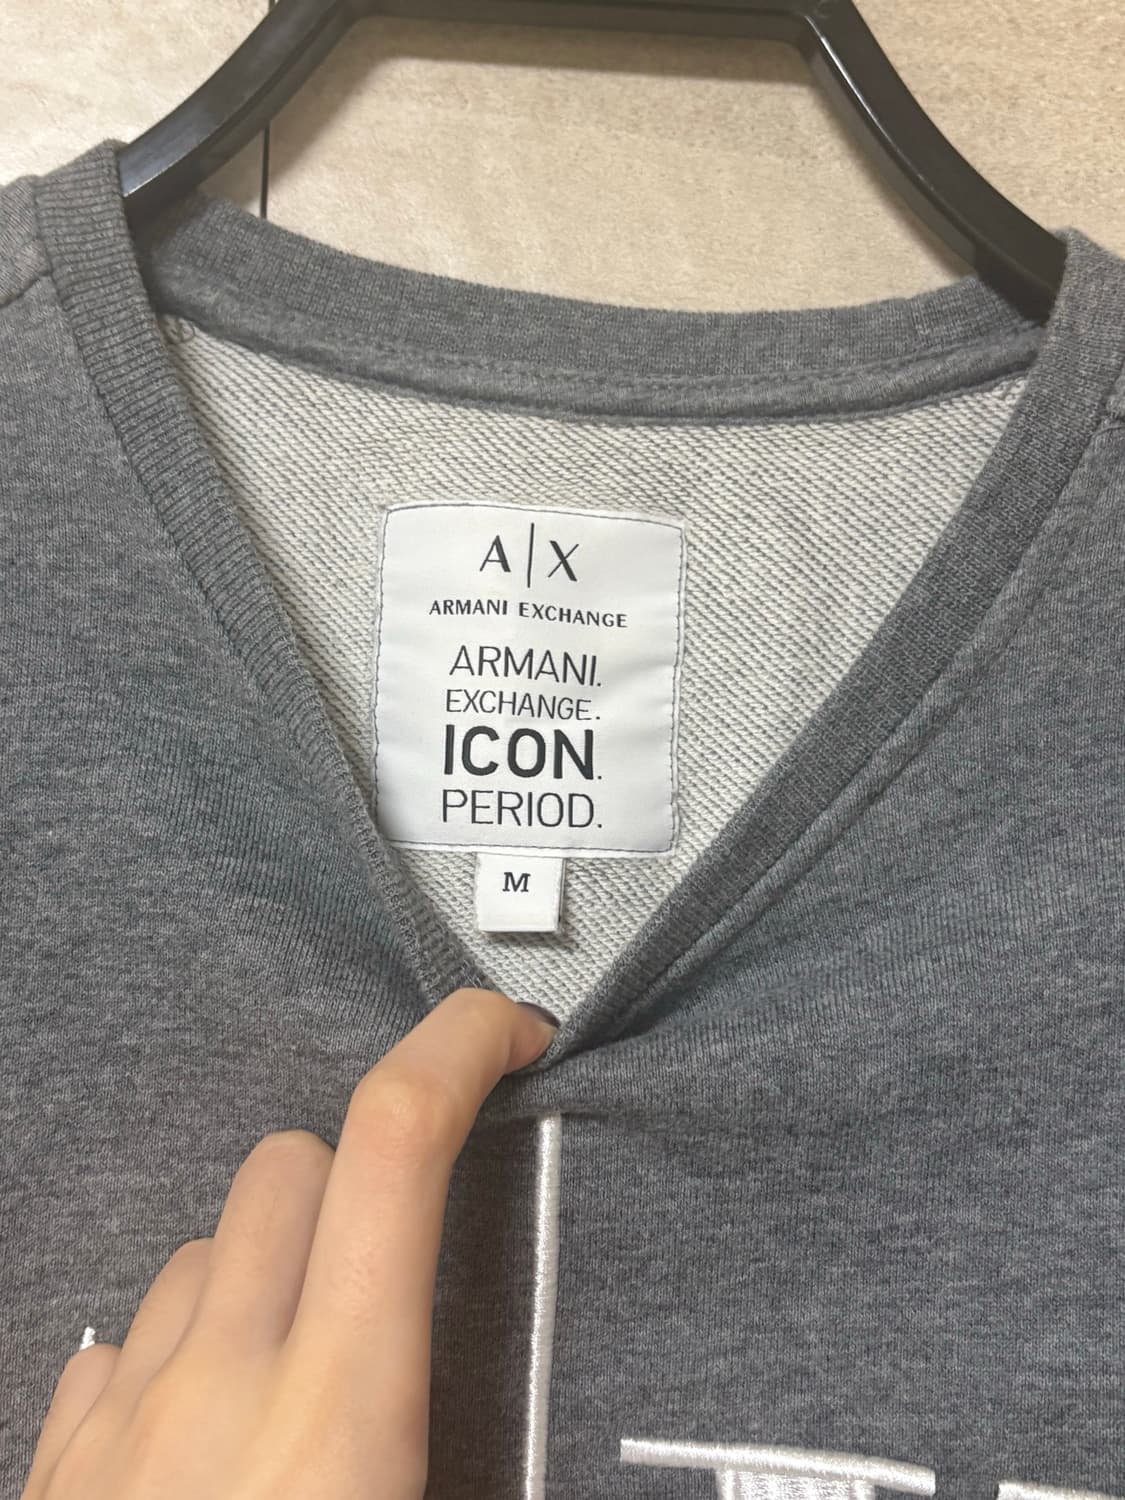 A|X
ARMANI EXCHANGE
ARMANI.
EXCHANGE.
ICON.
PERIOD.
M